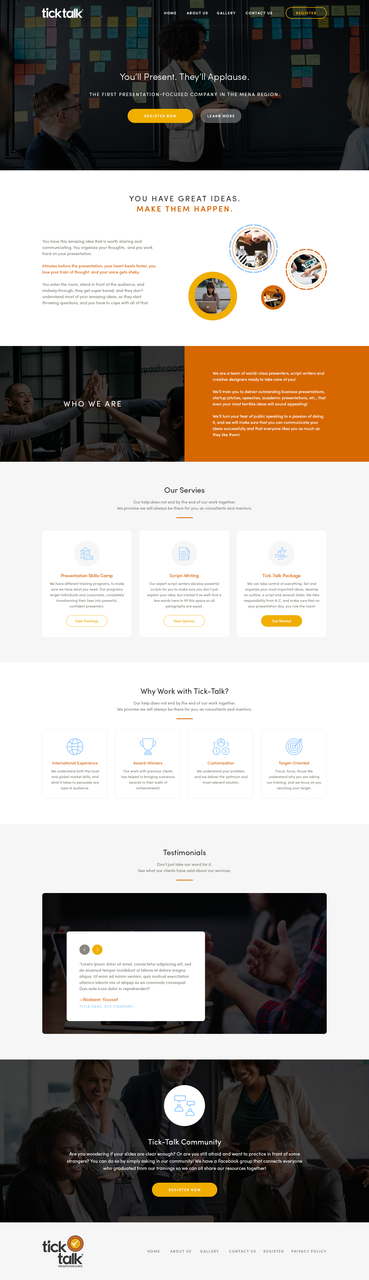 tick talk
HOME ABOUT US GALLERY CONTACT US REGISTER
You'll Present. They'll Applause.
THE FIRST PRESENTATION-FOCUSED COMPANY IN THE MENA REGION.
REGISTER NOW LEARN MORE
YOU HAVE GREAT IDEAS.
MAKE THEM HAPPEN.
You have this amazing idea that is worth sharing and
communicating. You organize your thoughts, and you work
hard on your presentation.
Minutes before the presentation, your heart beats faster, you
lose your train of thought and your voice gets shaky.
You enter the room, stand in front of the audience, and
midway through, they get super bored, and they don't
understand most of your amazing ideas, so they start
throwing questions, and you have to cope with all of that
WHO WE ARE
We are a team of world-class presenters, script-writers and
creative designers ready to take care of you!
We'll train you to deliver outstanding business presentations,
startup pitches, speeches, academic presentations, etc., that
even your most terrible ideas will sound appealing!
We'll turn your fear of public speaking to a passion of doing
it, and we will make sure that you can communicate your
ideas successfully and that everyone likes you as much as
they like them!
Our Servies
Our help does not end by the end of our work together.
We promise we will always be there for you, as consultants and mentors.
Presentation Skills Camp
We have different training programs, to make
sure we have what you need. Our programs
target individuals and corporates, completely
transforming their fear into powerful,
confident presenters.
View Trainings
Script-Writing
Our expert script writers develop powerful
scripts for you to make sure you don't just
explain your idea, but market it as well! And a
few words here to fill this space so all
paragraphs are equal.
View Options
Tick-Talk Package
We can take control of everything. Set and
organize your most important ideas, develop
an outline, a script and annual slides. We take
responsibility from A-Z, and make sure that on
your presentation day, you rule the room!
Get Started
Why Work with Tick-Talk?
Our help does not end by the end of our work together.
We promise we will always be there for you, as consultants and mentors.
International Experience
We understand both the local
and global market skills, and
what it takes to persuade any
type of audience.
Award-Winners
Our work with previous clients
has helped in bringing numerous
awards to their walls of
achievements!
Customization
We understand your problem,
and we deliver the optimum and
most relevant solution.
Target-Oriented
Focus, focus, focus! We
understand why you are taking
our training, and we focus on you
reaching your target
Testimonials
Don't just take our word for it.
See what our clients have said about our services.
"Lorem ipsum dolor sit amet, consectetur adipiscing elit, sed
do eiusmod tempor incididunt ut labore et dolore magna
aliqua. Ut enim ad minim veniam, quis nostrud exercitation
ullamco laboris nisi ut aliquip ex ea commodo consequat.
Duis aute irure dolor in reprehenderit"
- Nadeem Youssef
TITLE HERE, XYZ COMPANY
Tick-Talk Community
Are you wondering if your slides are clear enough? Or are you still afraid and want to practice in front of some
strangers? You can do so by simply asking in our community! We have a Facebook group that connects everyone
who graduated from our trainings so we can all share our resources together!
REGISTER NOW
tick
talk
HOME ABOUT US GALLERY CONTACT US REGISTER PRIVACY POLICY